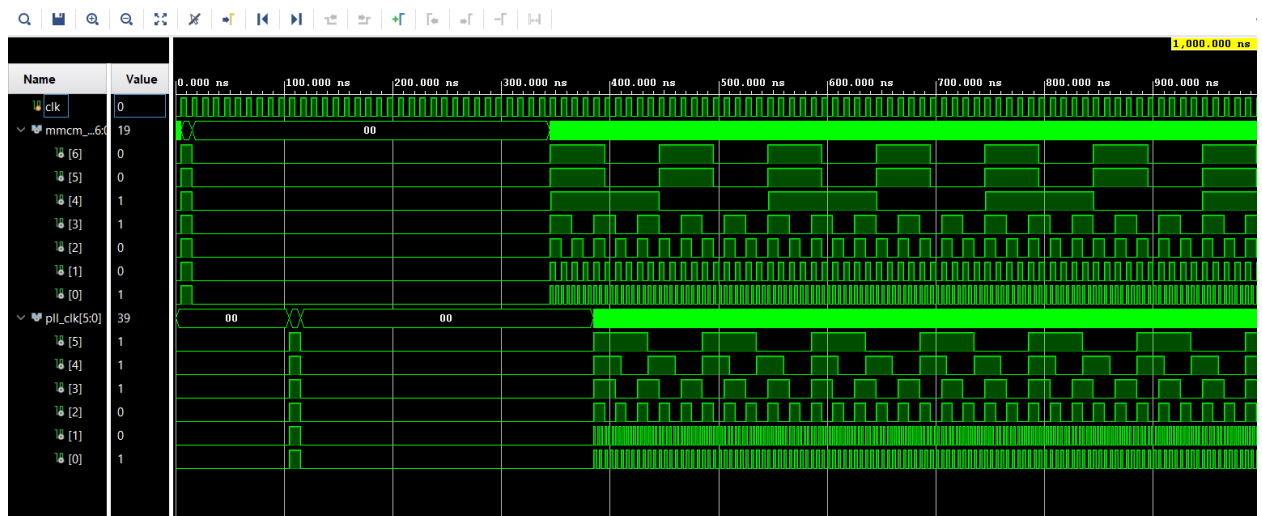 1,000.000 ns
Name Value
0.000 ns 100.000 ns 200.000 ns 300.000 ns 400.000 ns 500.000 ns 600.000 ns 700.000 ns 800.000 ns 900.000 ns
clk 0
mmcm_...6:0 19 00
[6] 0
[5] 0
[4] 1
[3] 1
[2] 0
[1] 0
[0] 1
pll_clk[5:0] 39 00 00
[5] 1
[4] 1
[3] 1
[2] 0
[1] 0
[0] 1